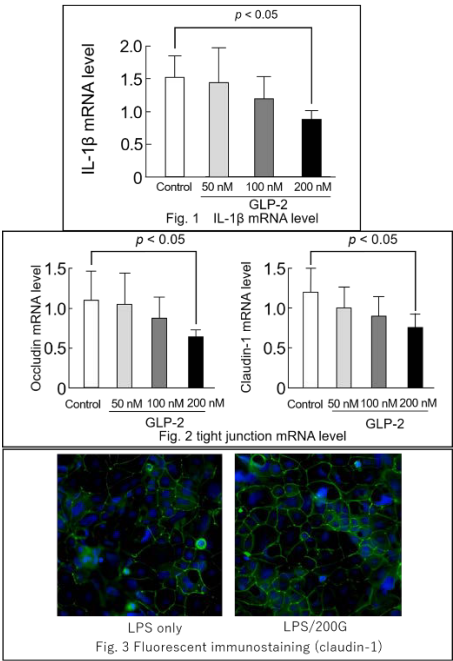 p < 0.05
IL-1β mRNA level
2.0
1.5
1.0
0.5
0
Control 50 nM 100 nM 200 nM
GLP-2
Fig. 1 IL-1β mRNA level
p < 0.05
Occludin mRNA level
1.5
1.0
0.5
0
Control 50 nM 100 nM 200 nM
GLP-2
p < 0.05
Claudin-1 mRNA level
1.5
1.0
0.5
0
Control 50 nM 100 nM 200 nM
GLP-2
Fig. 2 tight junction mRNA level
LPS only
LPS/200G
Fig. 3 Fluorescent immunostaining (claudin-1)